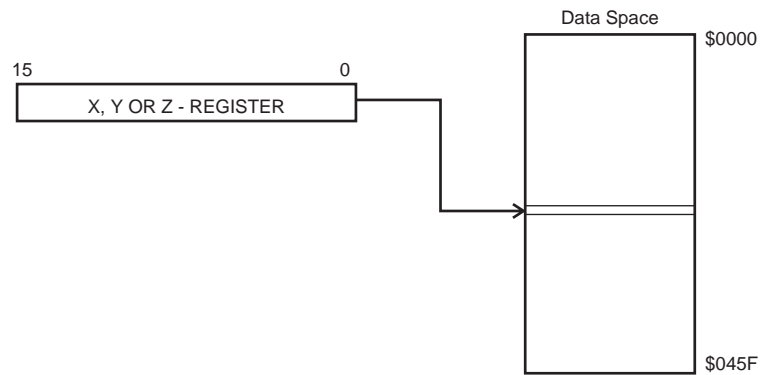 Data Space
$0000
15 0
X, Y OR Z - REGISTER
$045F